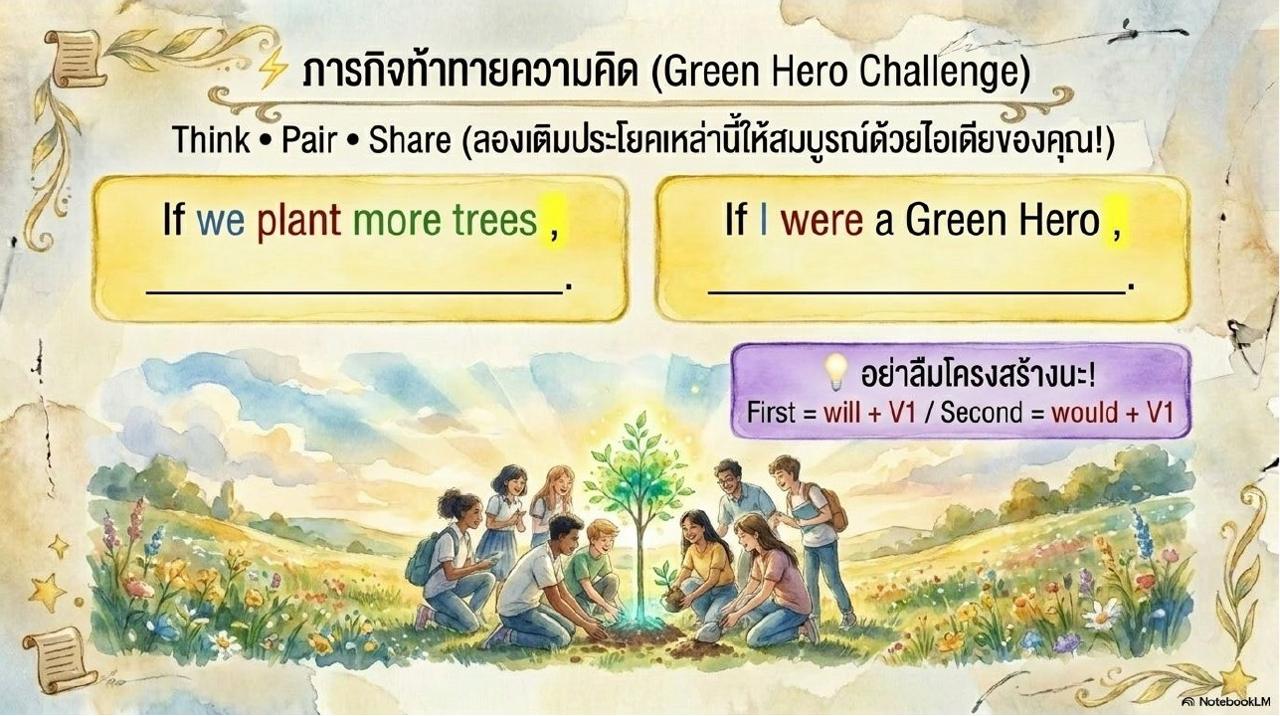 ⚡ ภารกิจท้าทายความคิด (Green Hero Challenge)
Think • Pair • Share (ลองเติมประโยคเหล่านี้ให้สมบูรณ์ด้วยไอเดียของคุณ!)
If we plant more trees ,
____________________.
If I were a Green Hero ,
____________________.
💡 อย่าลืมโครงสร้างนะ!
First = will + V1 / Second = would + V1
NotebookLM